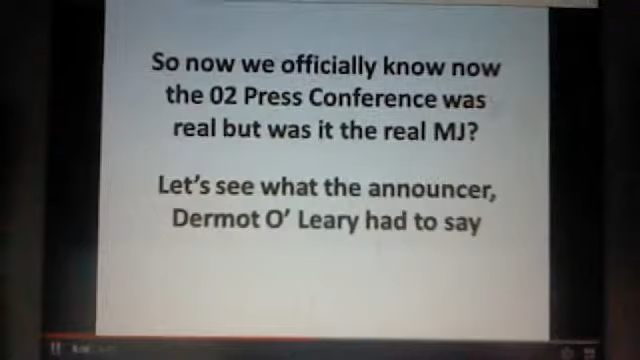 So now we officially know now
the 02 Press Conference was
real but was it the real MJ?
Let's see what the announcer,
Dermot O' Leary had to say